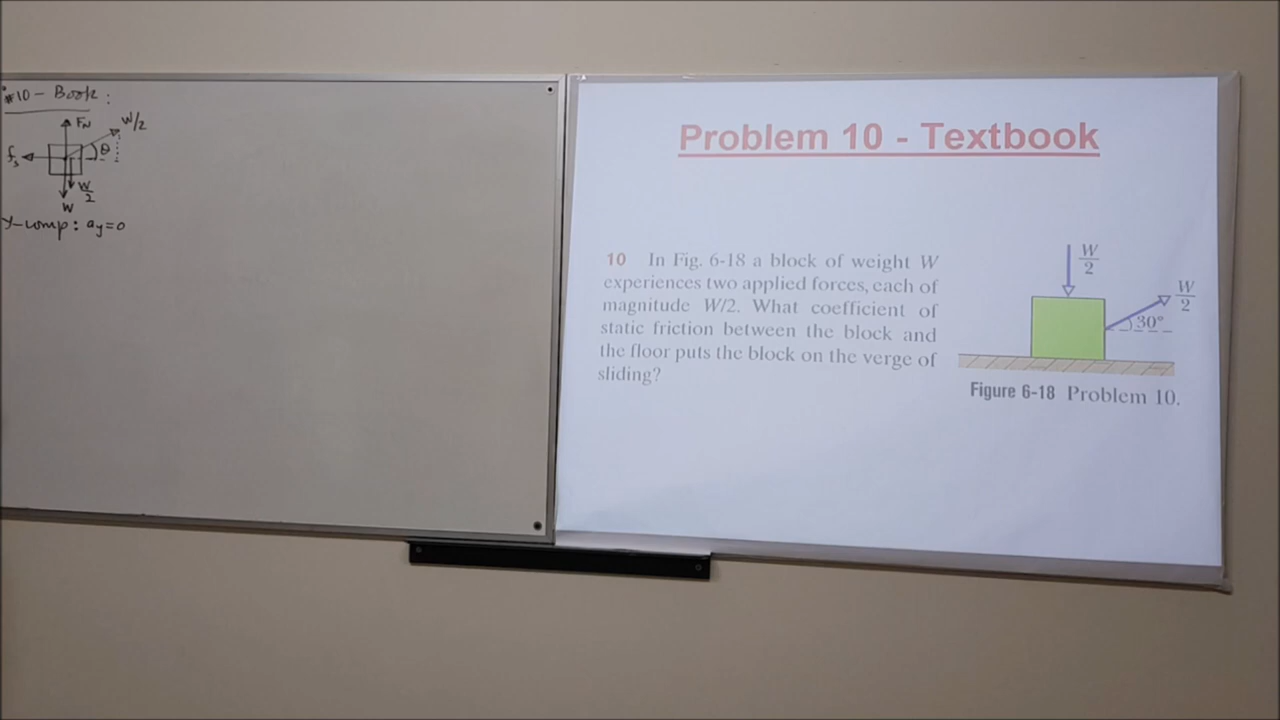 #10 - Book :
FN
W/2
fs
θ
W/2
W
Y-comp: ay=0
Problem 10 - Textbook
10 In Fig. 6-18 a block of weight W
experiences two applied forces, each of
magnitude W/2. What coefficient of
static friction between the block and
the floor puts the block on the verge of
sliding?
W/2
W/2
30°
Figure 6-18 Problem 10.